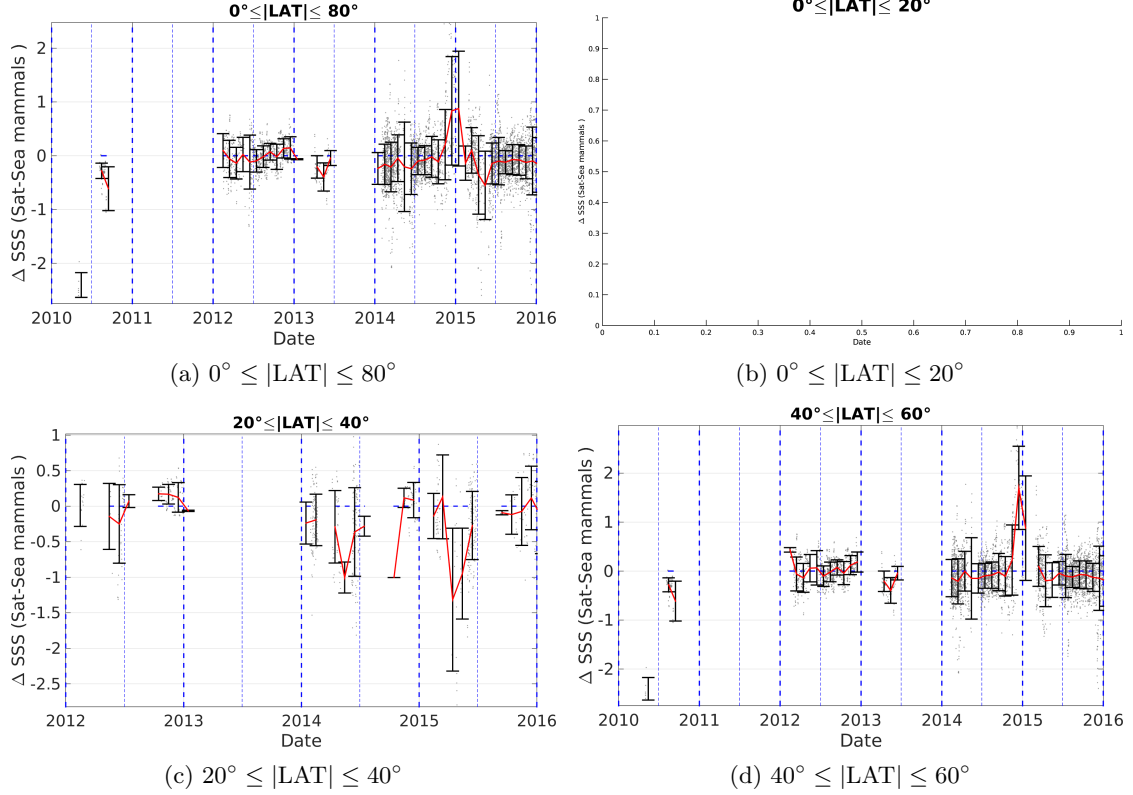 0°≤|LAT|≤ 80°
2
1
0
-1
-2
Δ SSS (Sat-Sea mammals )
2010 2011 2012 2013 2014 2015 2016
Date
(a) 0° ≤ |LAT| ≤ 80°
0°≤|LAT|≤ 20°
1
0.9
0.8
0.7
0.6
0.5
0.4
0.3
0.2
0.1
0
Δ SSS (Sat-Sea mammals )
0 0.1 0.2 0.3 0.4 0.5 0.6 0.7 0.8 0.9 1
Date
(b) 0° ≤ |LAT| ≤ 20°
20°≤|LAT|≤ 40°
1
0.5
0
-0.5
-1
-1.5
-2
-2.5
Δ SSS (Sat-Sea mammals )
2012 2013 2014 2015 2016
Date
(c) 20° ≤ |LAT| ≤ 40°
40°≤|LAT|≤ 60°
2
1
0
-1
-2
Δ SSS (Sat-Sea mammals )
2010 2011 2012 2013 2014 2015 2016
Date
(d) 40° ≤ |LAT| ≤ 60°